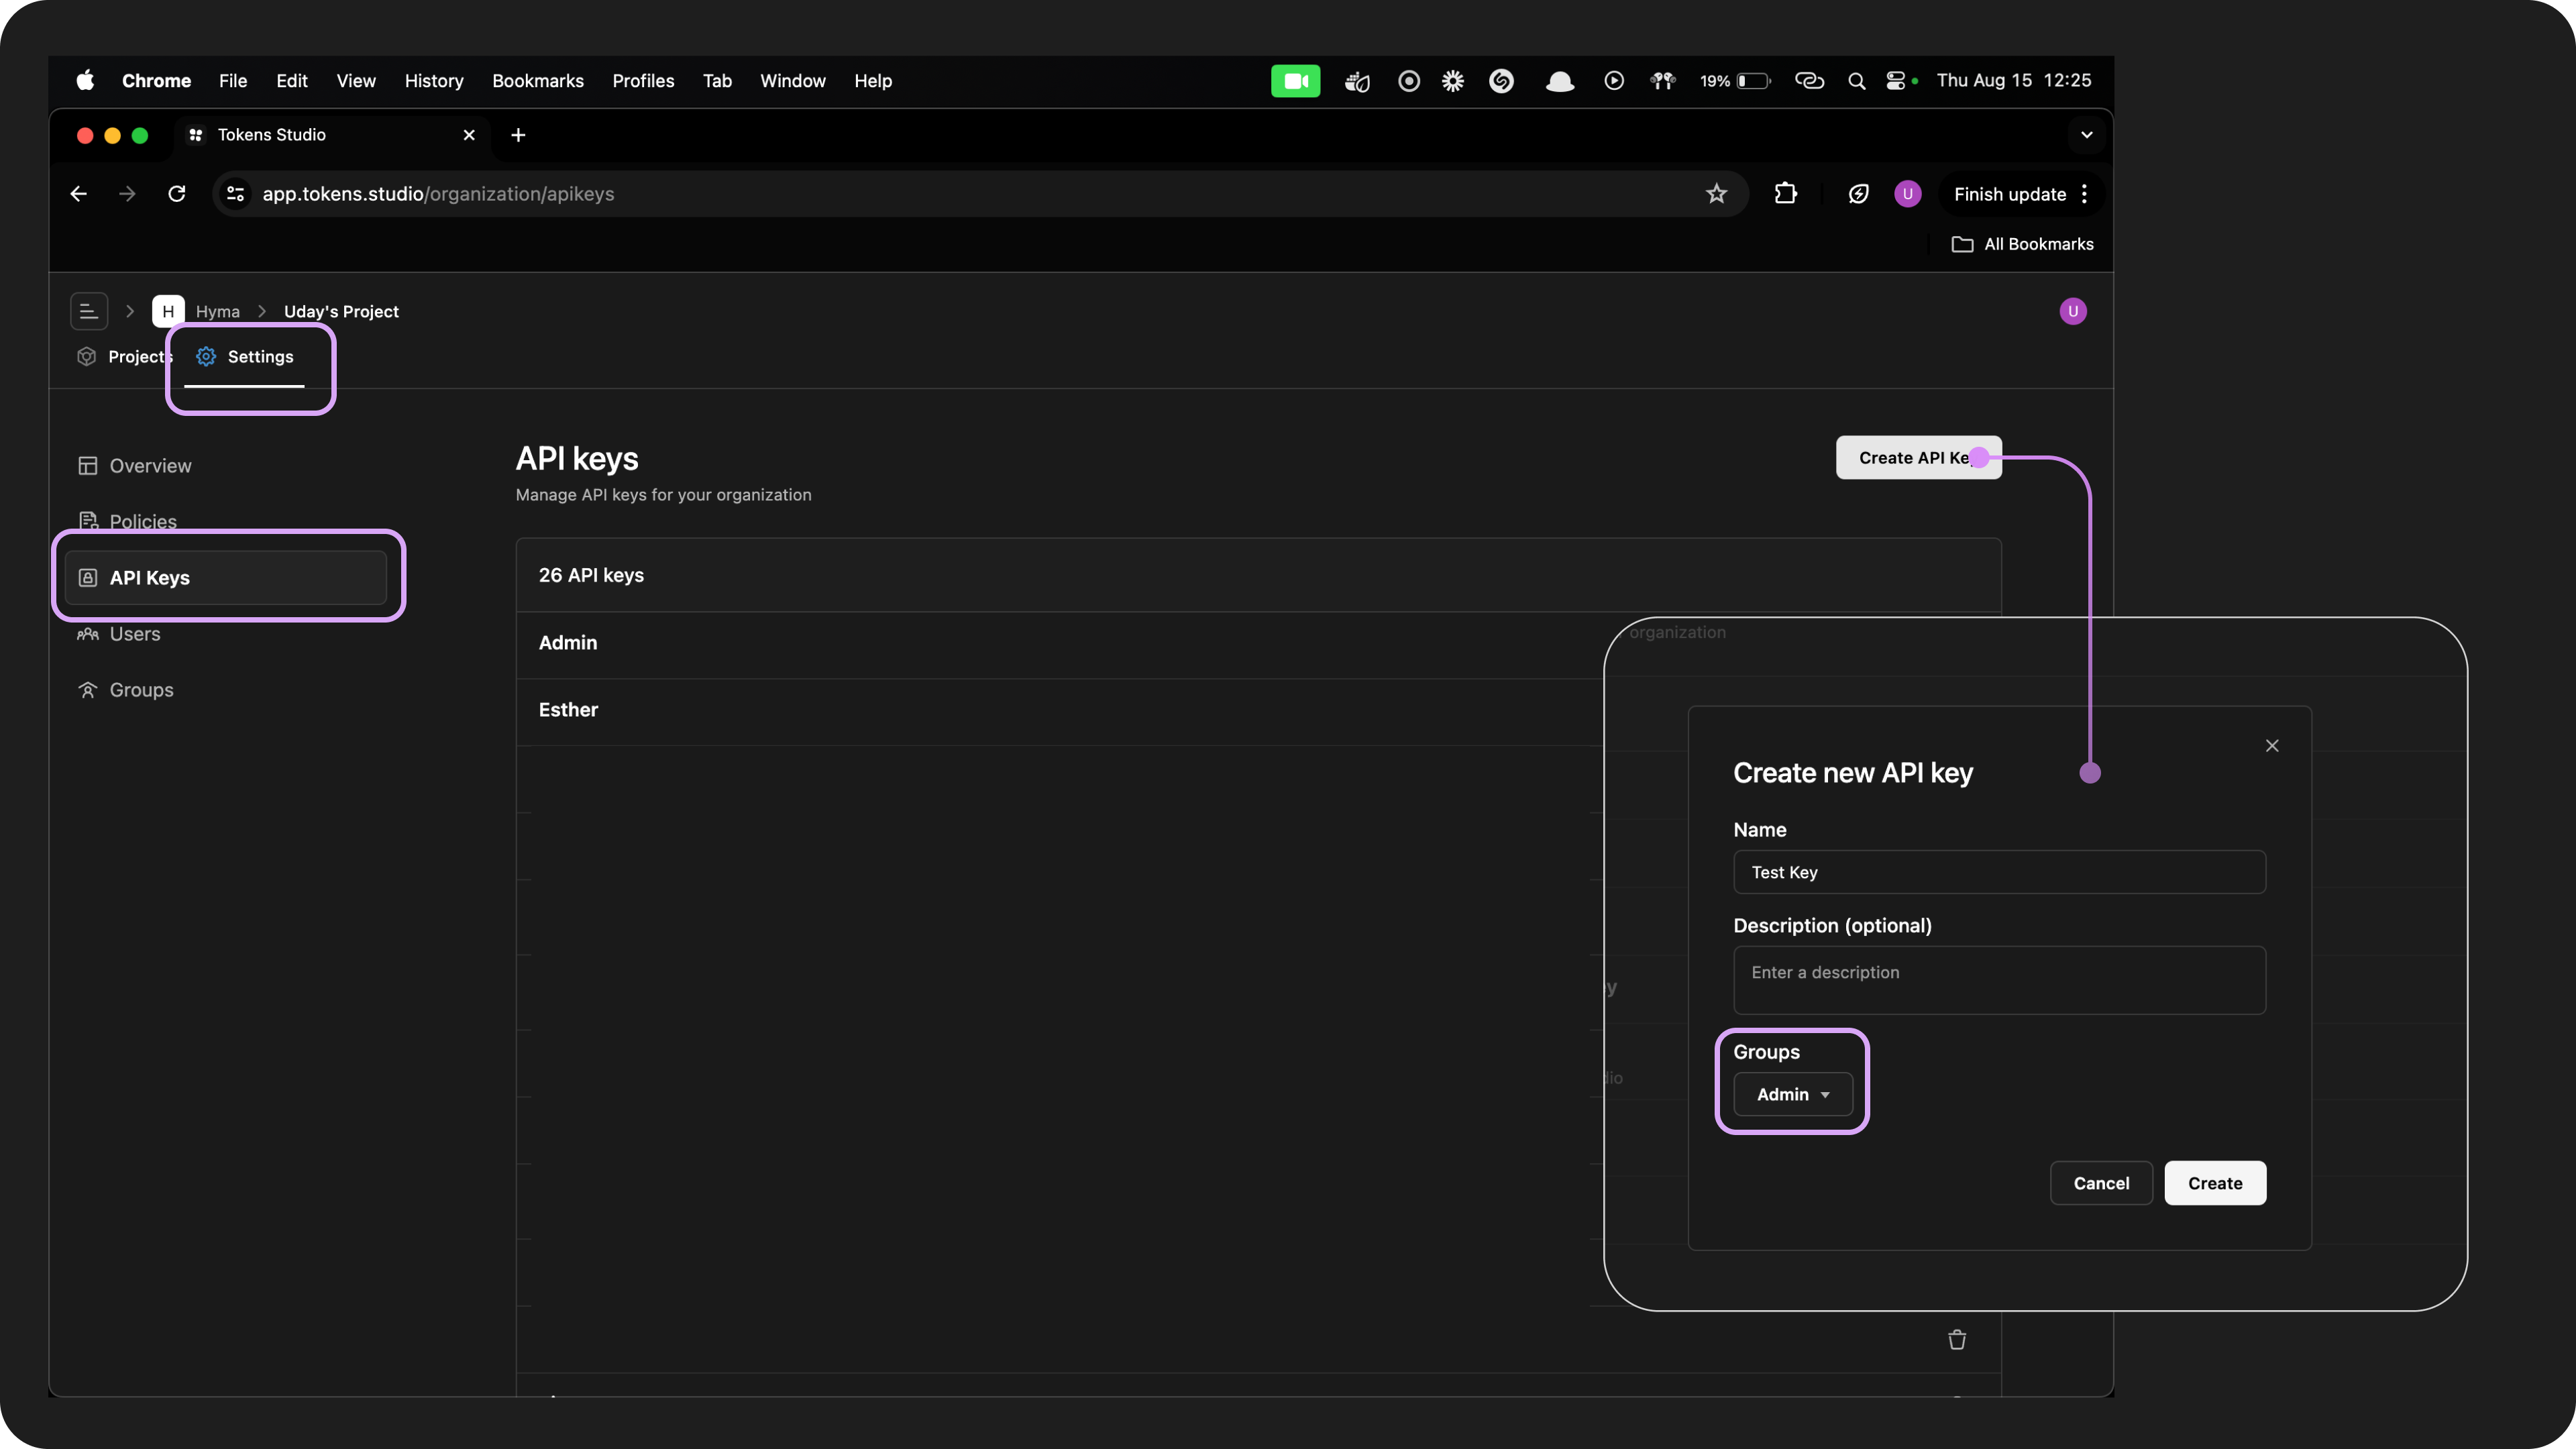 Chrome File Edit View History Bookmarks Profiles Tab Window Help 19% Thu Aug 15 12:25
Tokens Studio
app.tokens.studio/organization/apikeys U Finish update
All Bookmarks
H Hyma Uday's Project U
Projects Settings
Overview
Policies
API Keys
Users
Groups
API keys
Manage API keys for your organization
Create API Key
26 API keys
Admin
Esther
organization
Create new API key
Name
Test Key
Description (optional)
Enter a description
Groups
Admin
Cancel Create